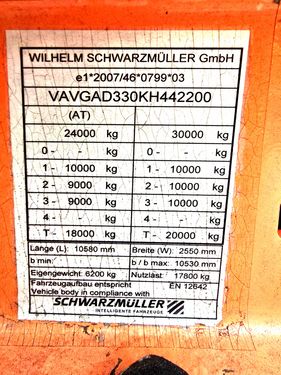 WILHELM SCHWARZMÜLLER GmbH
e1*2007/46*0799*03
VAVGAD330KH442200
(AT)
24000 kg 30000 kg
0 - - kg 0 - - kg
1 - 10000 kg 1 - 10000 kg
2 - 9000 kg 2 - 10000 kg
3 - 9000 kg 3 - 10000 kg
4 - - kg 4 - - kg
T - 18000 kg T - 20000 kg
Länge (L): 10580 mm Breite (W): 2550 mm
b min: - b / b max: 10530 mm
Eigengewicht: 6200 kg Nutzlast: 17800 kg
Fahrzeugaufbau entspricht
Vehicle body in compliance with EN 12642
SCHWARZMÜLLER
INTELLIGENTE FAHRZEUGE